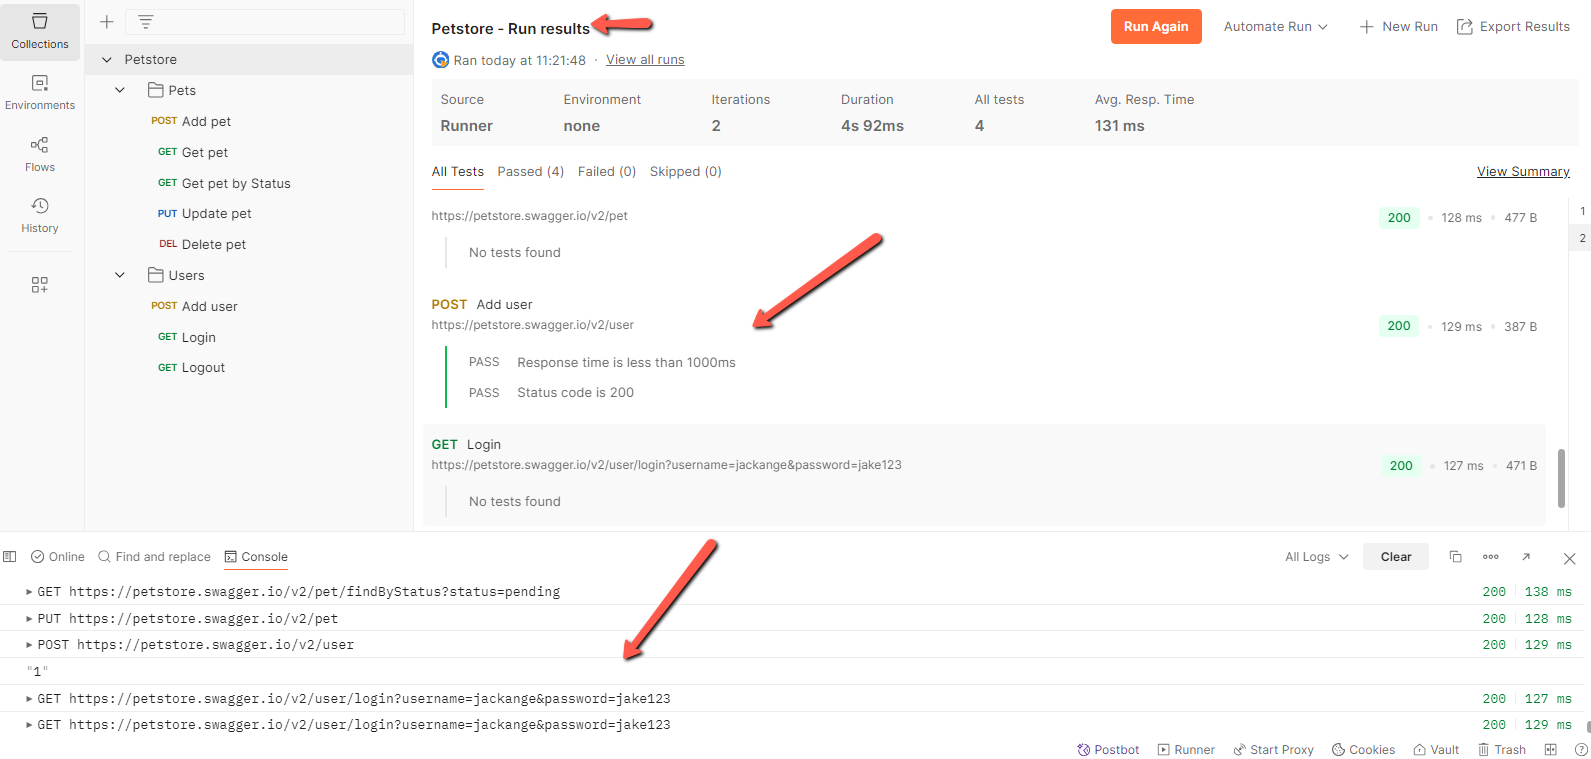 Collections
Environments
Flows
History
Petstore
Pets
POST Add pet
GET Get pet
GET Get pet by Status
PUT Update pet
DEL Delete pet
Users
POST Add user
GET Login
GET Logout
Petstore - Run results
Run Again
Automate Run
New Run
Export Results
Ran today at 11:21:48 · View all runs
Source Environment Iterations Duration All tests Avg. Resp. Time
Runner none 2 4s 92ms 4 131 ms
All Tests Passed (4) Failed (0) Skipped (0) View Summary
https://petstore.swagger.io/v2/pet 200 128 ms 477 B
No tests found
1
2
POST Add user
https://petstore.swagger.io/v2/user 200 129 ms 387 B
PASS Response time is less than 1000ms
PASS Status code is 200
GET Login
https://petstore.swagger.io/v2/user/login?username=jackange&password=jake123 200 127 ms 471 B
No tests found
Online Find and replace Console All Logs Clear
GET https://petstore.swagger.io/v2/pet/findByStatus?status=pending 200 138 ms
PUT https://petstore.swagger.io/v2/pet 200 128 ms
POST https://petstore.swagger.io/v2/user 200 129 ms
"1"
GET https://petstore.swagger.io/v2/user/login?username=jackange&password=jake123 200 127 ms
GET https://petstore.swagger.io/v2/user/login?username=jackange&password=jake123 200 129 ms
Postbot Runner Start Proxy Cookies Vault Trash